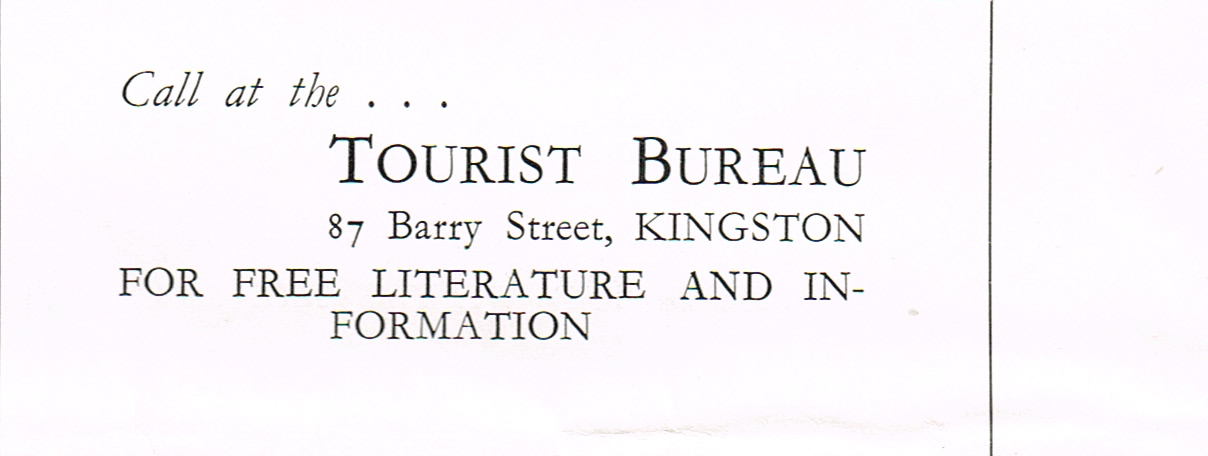 Call at the . . .
TOURIST BUREAU
87 Barry Street, KINGSTON
FOR FREE LITERATURE AND IN-
FORMATION